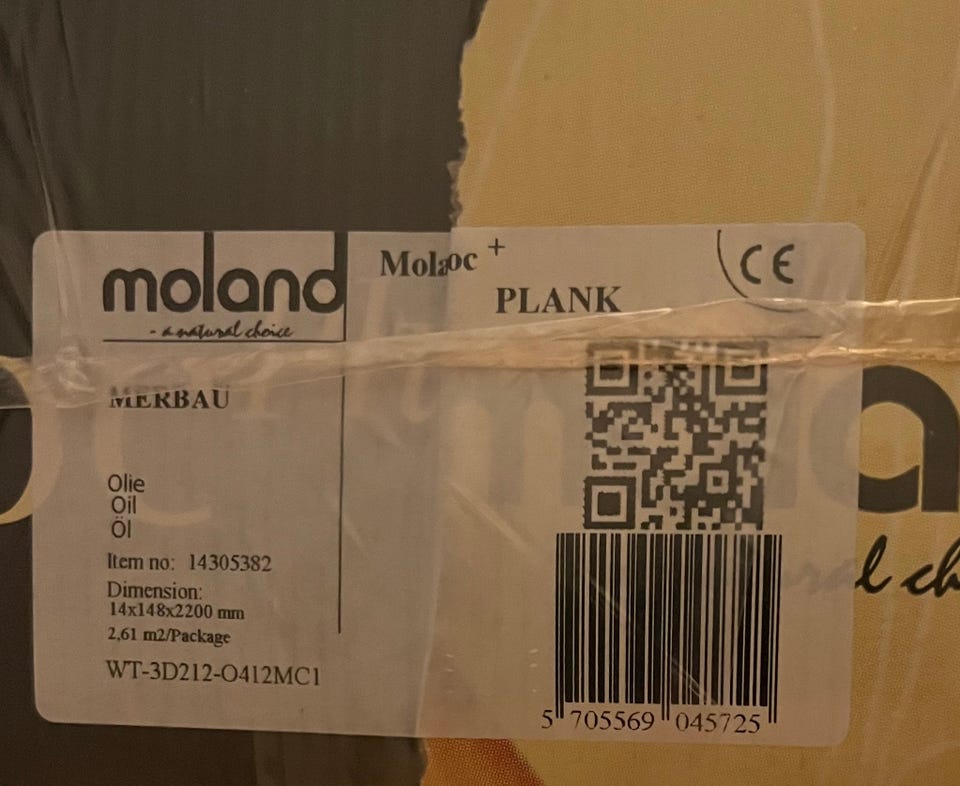 moland
- a natural choice
Moloc +
PLANK
CE
MERBAU
Olie
Oil
Öl
Item no: 14305382
Dimension:
14x148x2200 mm
2,61 m2/Package
WT-3D212-O412MC1
5 705569 045725